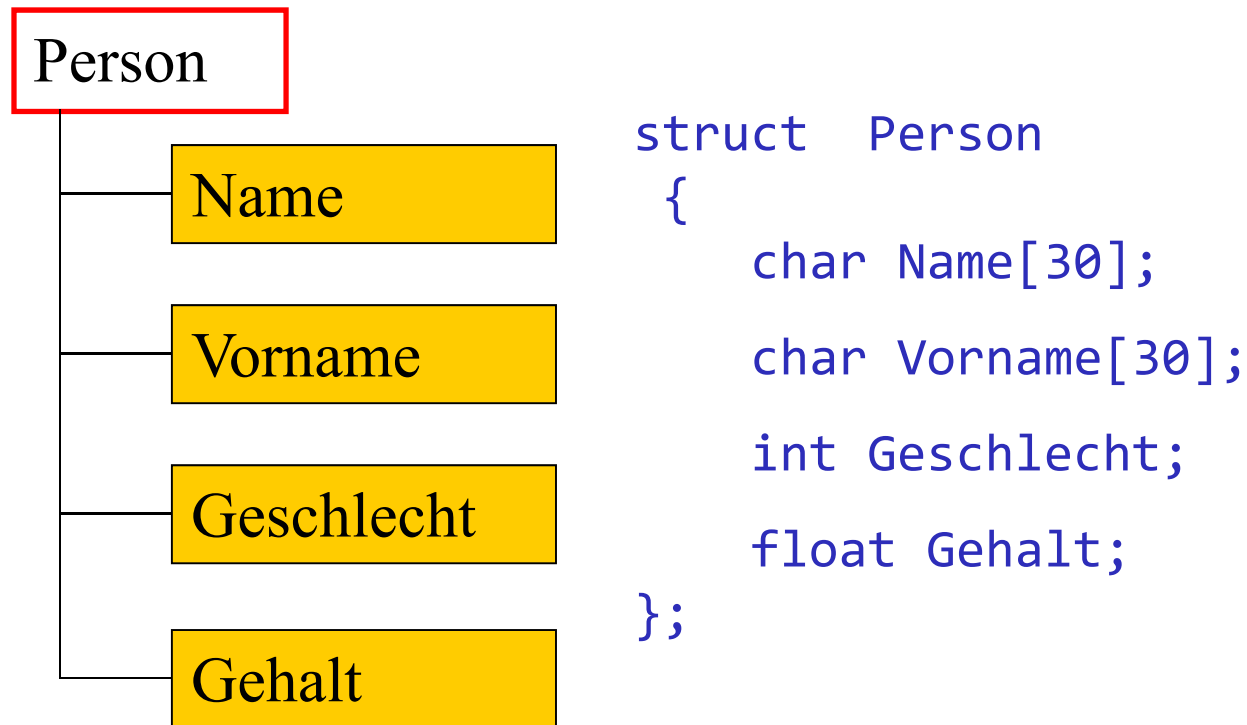 Person
Name
Vorname
Geschlecht
Gehalt
struct  Person
{
char Name[30];
char Vorname[30];
int Geschlecht;
float Gehalt;
};